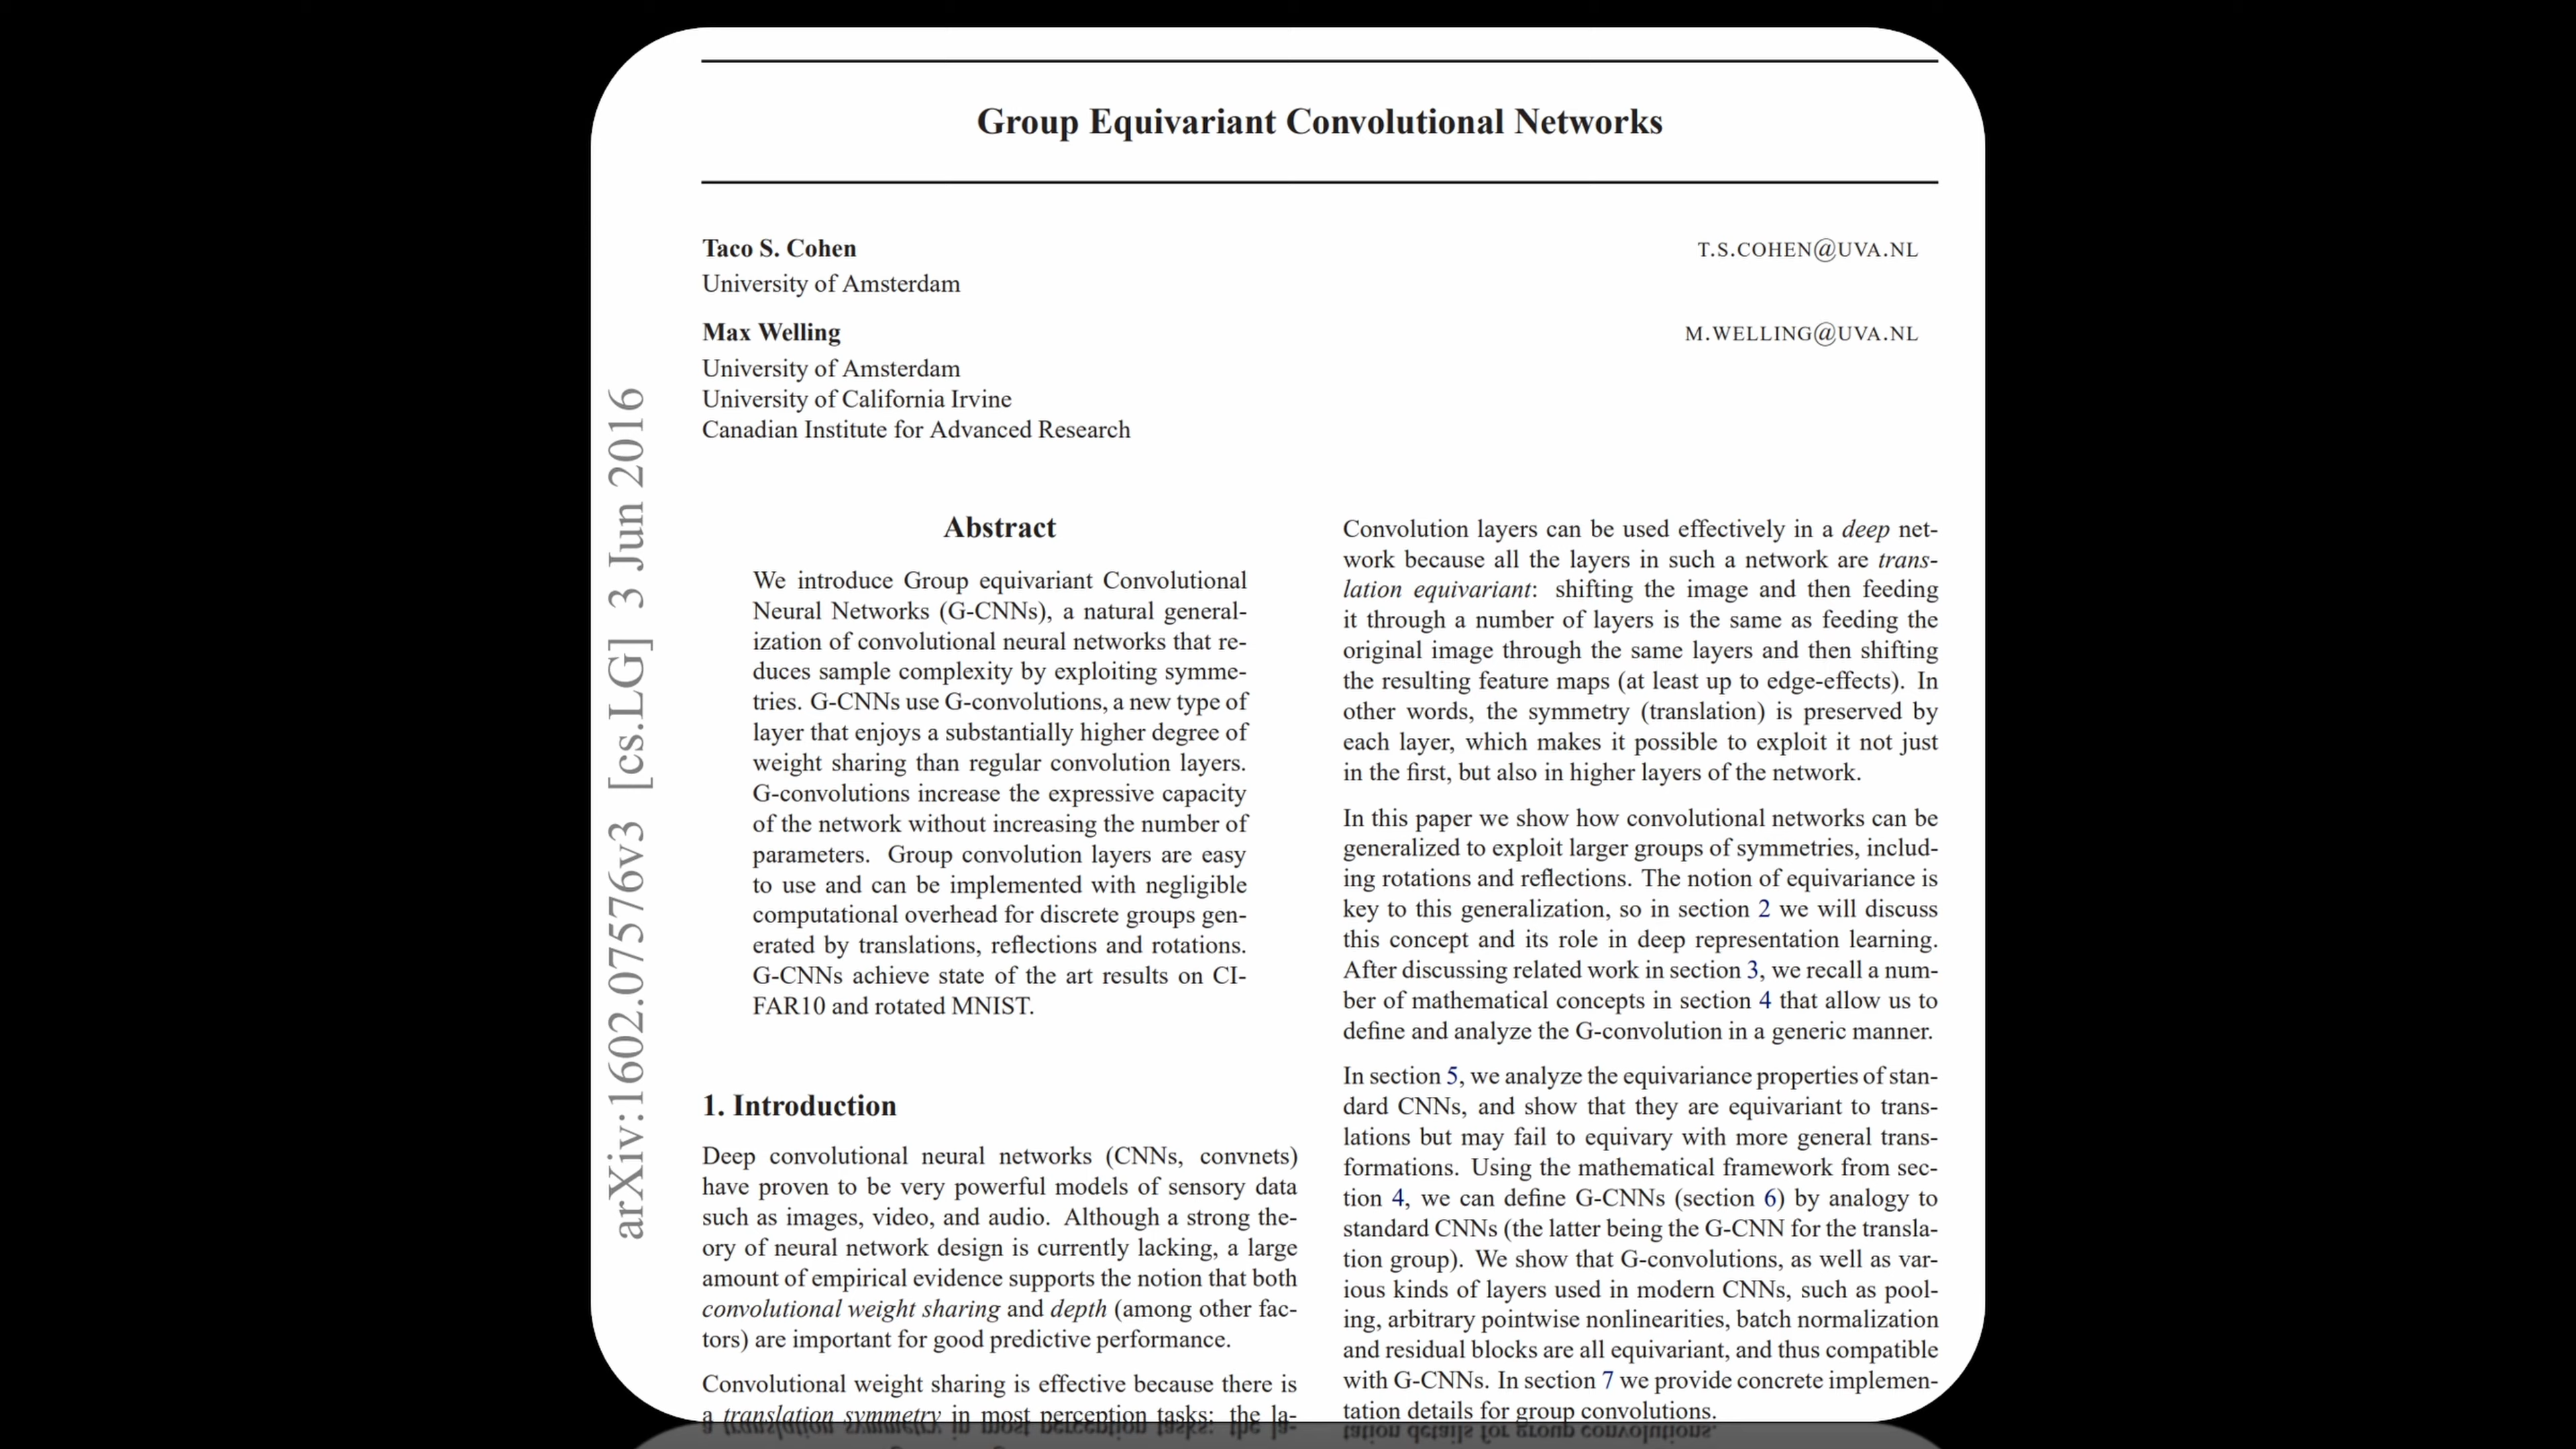 Group Equivariant Convolutional Networks
Taco S. Cohen
T.S.COHEN@UVA.NL
University of Amsterdam
Max Welling
M.WELLING@UVA.NL
University of Amsterdam
University of California Irvine
Canadian Institute for Advanced Research
arXiv:1602.07576v3 [cs.LG] 3 Jun 2016
Abstract
We introduce Group equivariant Convolutional
Neural Networks (G-CNNs), a natural general-
ization of convolutional neural networks that re-
duces sample complexity by exploiting symme-
tries. G-CNNs use G-convolutions, a new type of
layer that enjoys a substantially higher degree of
weight sharing than regular convolution layers.
G-convolutions increase the expressive capacity
of the network without increasing the number of
parameters. Group convolution layers are easy
to use and can be implemented with negligible
computational overhead for discrete groups gen-
erated by translations, reflections and rotations.
G-CNNs achieve state of the art results on CI-
FAR10 and rotated MNIST.
1. Introduction
Deep convolutional neural networks (CNNs, convnets)
have proven to be very powerful models of sensory data
such as images, video, and audio. Although a strong the-
ory of neural network design is currently lacking, a large
amount of empirical evidence supports the notion that both
convolutional weight sharing and depth (among other fac-
tors) are important for good predictive performance.
Convolutional weight sharing is effective because there is
a translation symmetry in most perception tasks: the la-
Convolution layers can be used effectively in a deep net-
work because all the layers in such a network are trans-
lation equivariant: shifting the image and then feeding
it through a number of layers is the same as feeding the
original image through the same layers and then shifting
the resulting feature maps (at least up to edge-effects). In
other words, the symmetry (translation) is preserved by
each layer, which makes it possible to exploit it not just
in the first, but also in higher layers of the network.
In this paper we show how convolutional networks can be
generalized to exploit larger groups of symmetries, includ-
ing rotations and reflections. The notion of equivariance is
key to this generalization, so in section 2 we will discuss
this concept and its role in deep representation learning.
After discussing related work in section 3, we recall a num-
ber of mathematical concepts in section 4 that allow us to
define and analyze the G-convolution in a generic manner.
In section 5, we analyze the equivariance properties of stan-
dard CNNs, and show that they are equivariant to trans-
lations but may fail to equivary with more general trans-
formations. Using the mathematical framework from sec-
tion 4, we can define G-CNNs (section 6) by analogy to
standard CNNs (the latter being the G-CNN for the transla-
tion group). We show that G-convolutions, as well as var-
ious kinds of layers used in modern CNNs, such as pool-
ing, arbitrary pointwise nonlinearities, batch normalization
and residual blocks are all equivariant, and thus compatible
with G-CNNs. In section 7 we provide concrete implemen-
tation details for group convolutions.